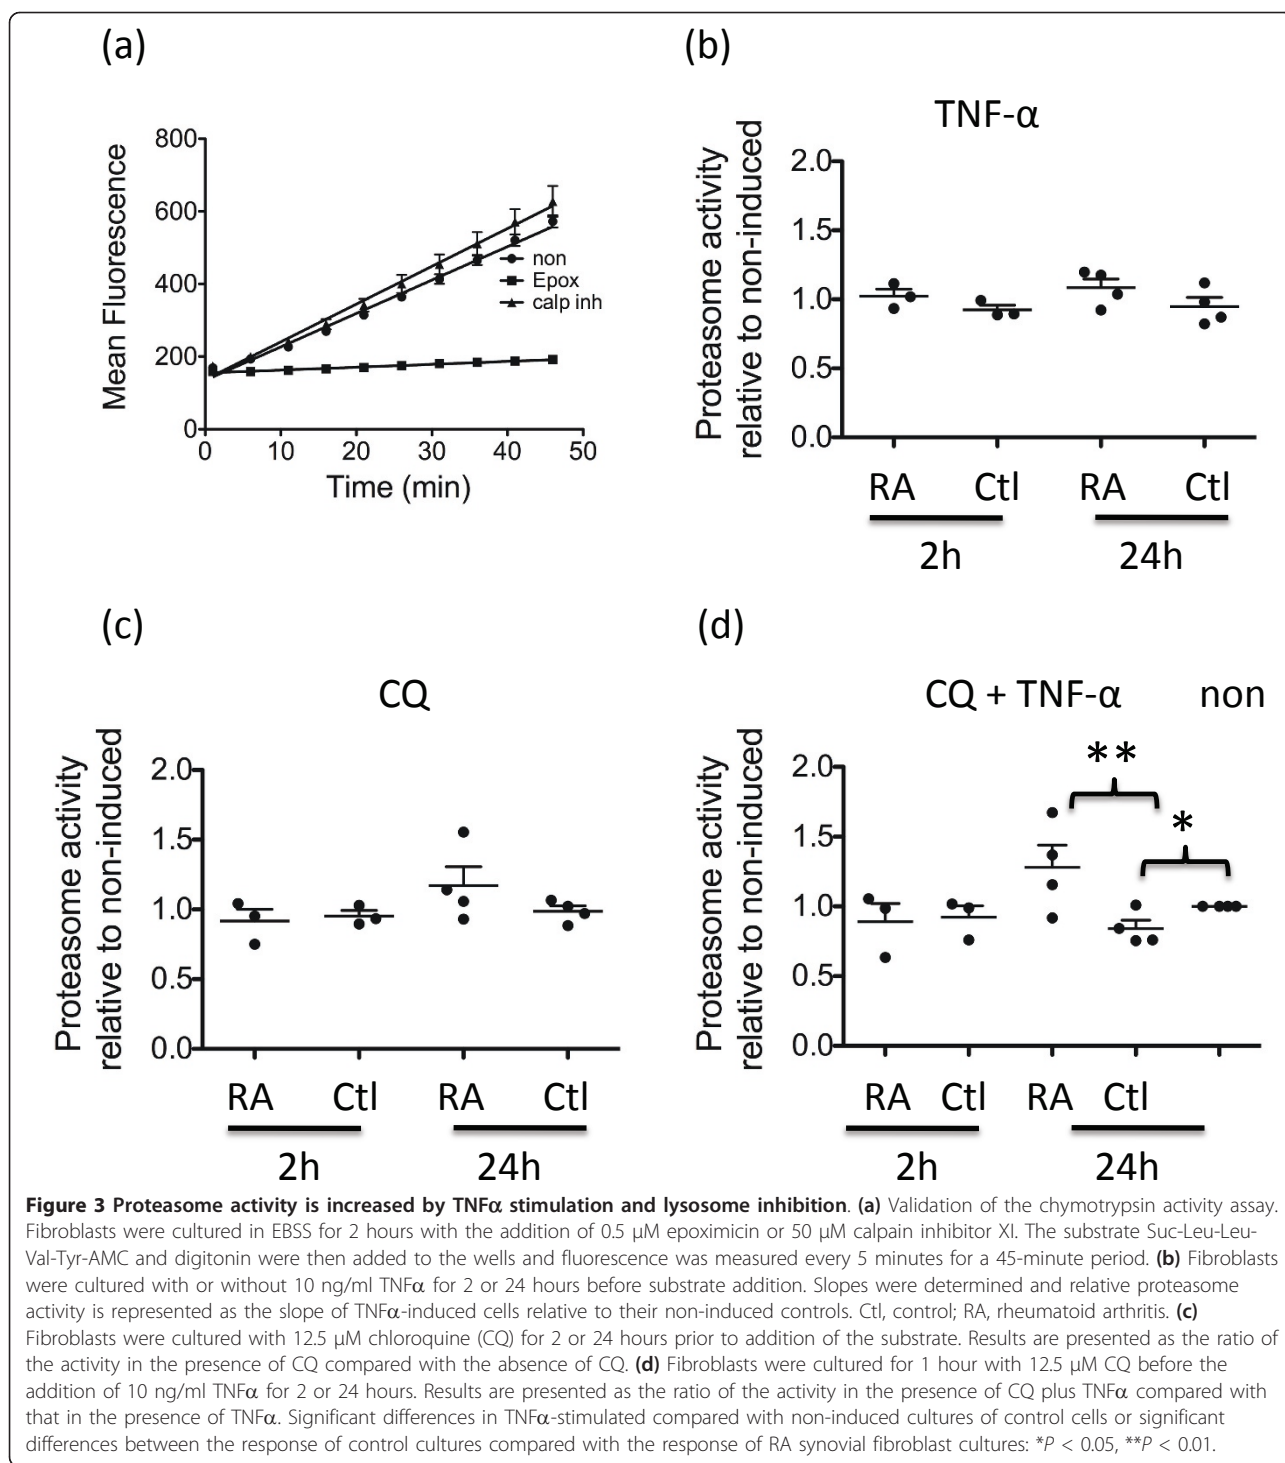 (a)
800
600
400
200
0
Mean Fluorescence
non
Epox
calp inh
0 10 20 30 40 50
Time (min)
(b)
TNF-α
Proteasome activity
relative to non-induced
2.0
1.5
1.0
0.5
0.0
RA Ctl RA Ctl
2h 24h
(c)
CQ
Proteasome activity
relative to non-induced
2.0
1.5
1.0
0.5
0.0
RA Ctl RA Ctl
2h 24h
(d)
CQ + TNF-α non
Proteasome activity
relative to non-induced
2.0
1.5
1.0
0.5
0.0
**
*
RA Ctl RA Ctl
2h 24h
Figure 3 Proteasome activity is increased by TNFα stimulation and lysosome inhibition. (a) Validation of the chymotrypsin activity assay.
Fibroblasts were cultured in EBSS for 2 hours with the addition of 0.5 μM epoximicin or 50 μM calpain inhibitor XI. The substrate Suc-Leu-Leu-
Val-Tyr-AMC and digitonin were then added to the wells and fluorescence was measured every 5 minutes for a 45-minute period. (b) Fibroblasts
were cultured with or without 10 ng/ml TNFα for 2 or 24 hours before substrate addition. Slopes were determined and relative proteasome
activity is represented as the slope of TNFα-induced cells relative to their non-induced controls. Ctl, control; RA, rheumatoid arthritis. (c)
Fibroblasts were cultured with 12.5 μM chloroquine (CQ) for 2 or 24 hours prior to addition of the substrate. Results are presented as the ratio of
the activity in the presence of CQ compared with the absence of CQ. (d) Fibroblasts were cultured for 1 hour with 12.5 μM CQ before the
addition of 10 ng/ml TNFα for 2 or 24 hours. Results are presented as the ratio of the activity in the presence of CQ plus TNFα compared with
that in the presence of TNFα. Significant differences in TNFα-stimulated compared with non-induced cultures of control cells or significant
differences between the response of control cultures compared with the response of RA synovial fibroblast cultures: *P < 0.05, **P < 0.01.